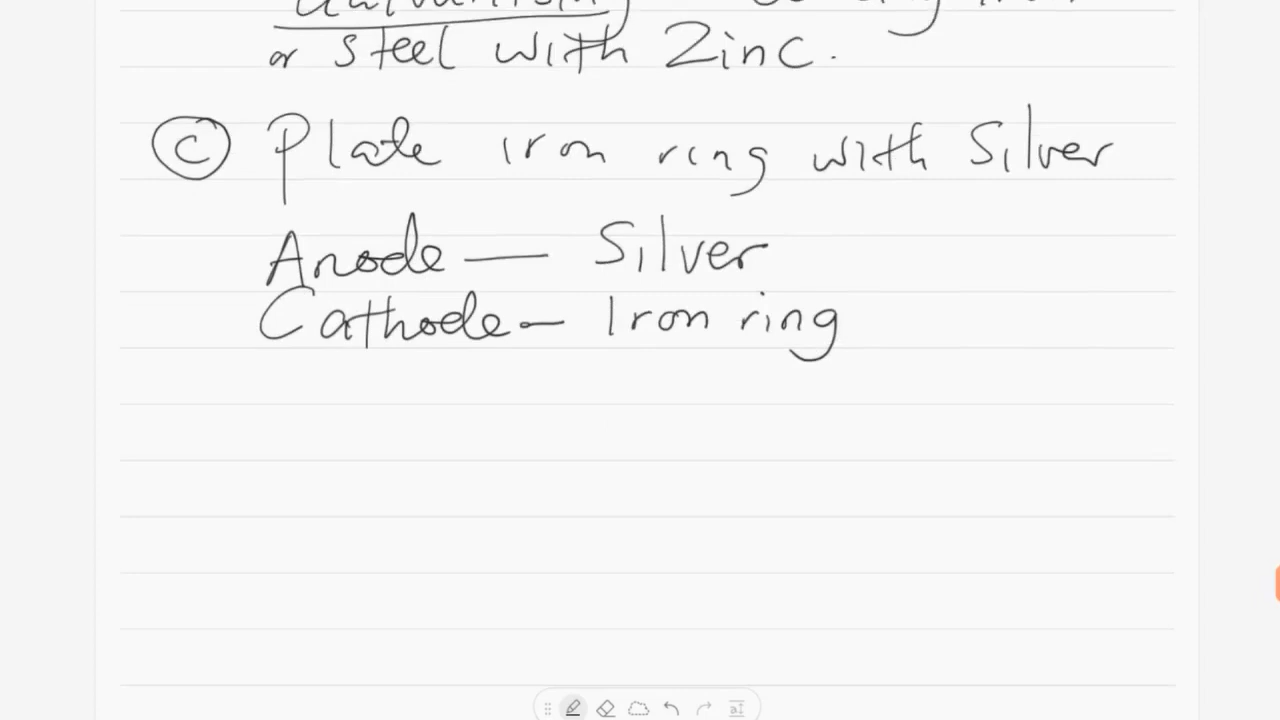 or steel with Zinc.
(C) Plate iron ring with Silver
Anode — Silver
Cathode — Iron ring